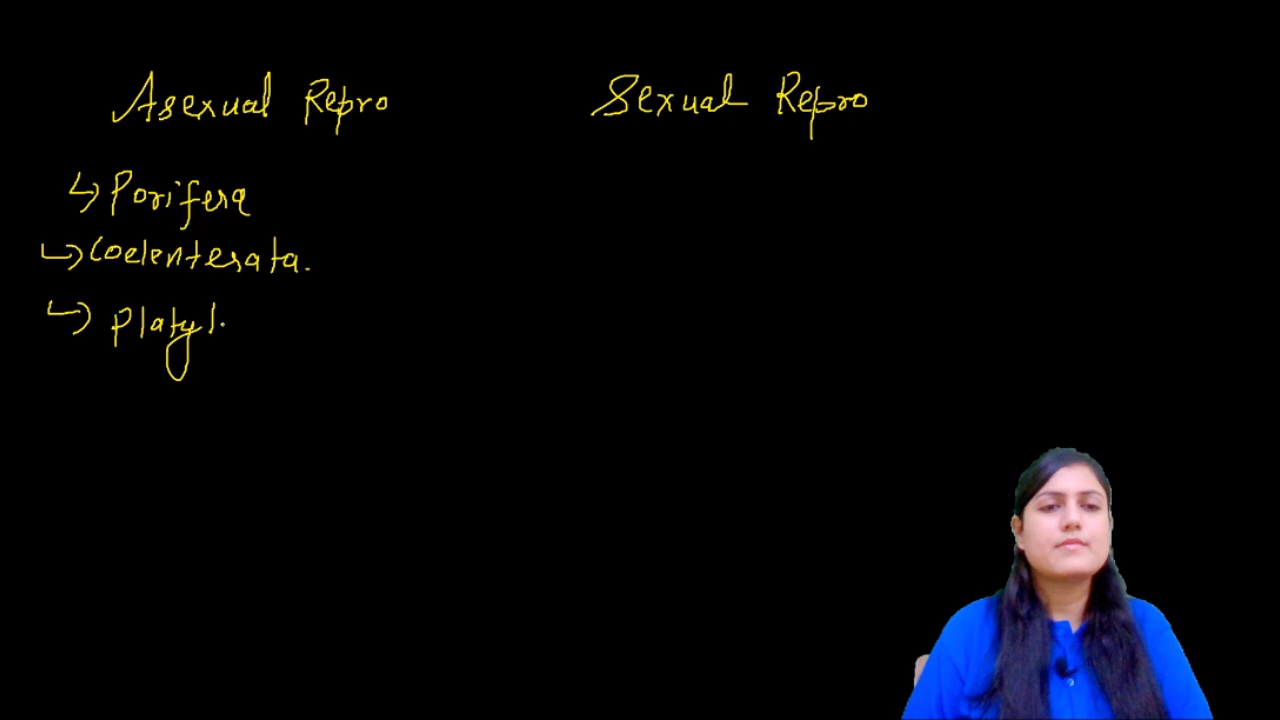 Asexual Repro Sexual Repro
↳ Porifera
↳ Coelenterata.
↳ Platyl.